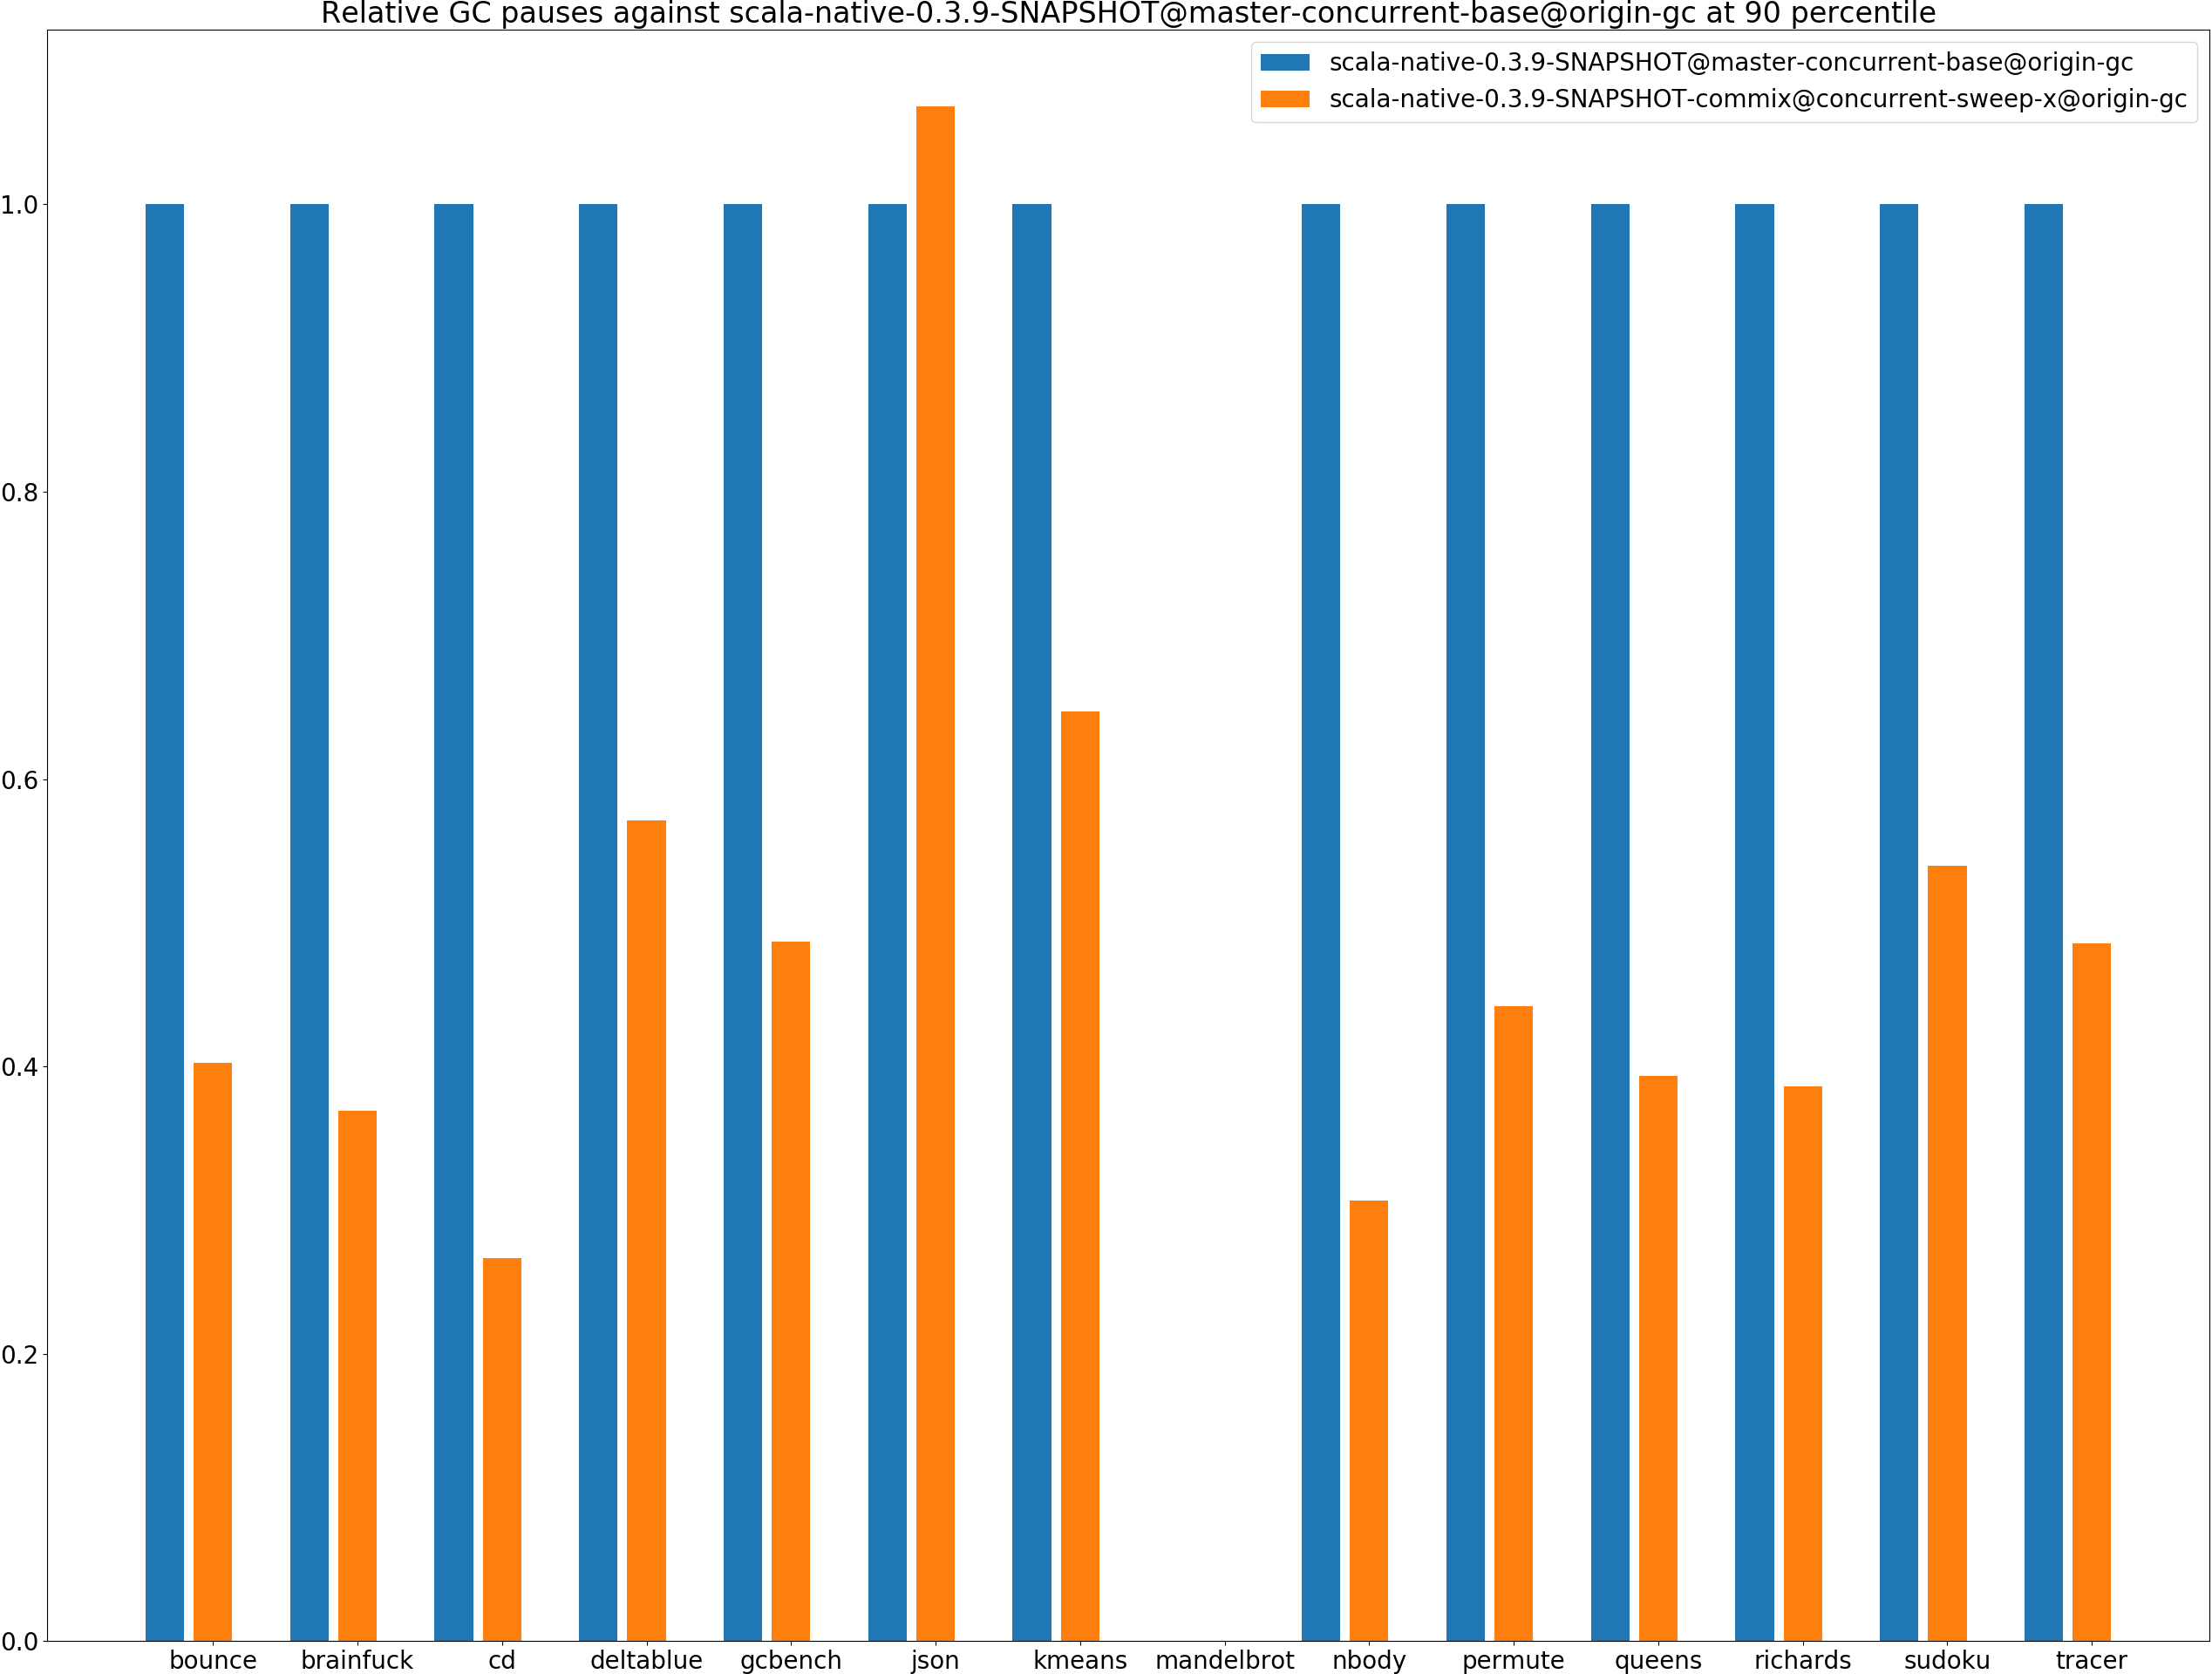 Relative GC pauses against scala-native-0.3.9-SNAPSHOT@master-concurrent-base@origin-gc at 90 percentile
scala-native-0.3.9-SNAPSHOT@master-concurrent-base@origin-gc
scala-native-0.3.9-SNAPSHOT-commix@concurrent-sweep-x@origin-gc
1.0
0.8
0.6
0.4
0.2
0.0
bounce brainfuck cd deltablue gcbench json kmeans mandelbrot nbody permute queens richards sudoku tracer